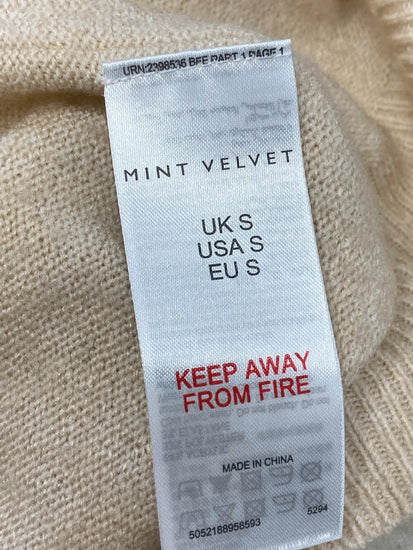 URN:2398536 BFF PART 1 PAGE 1
MINT VELVET
UK S
USA S
EU S
KEEP AWAY
FROM FIRE
MADE IN CHINA
5052188958593
5294